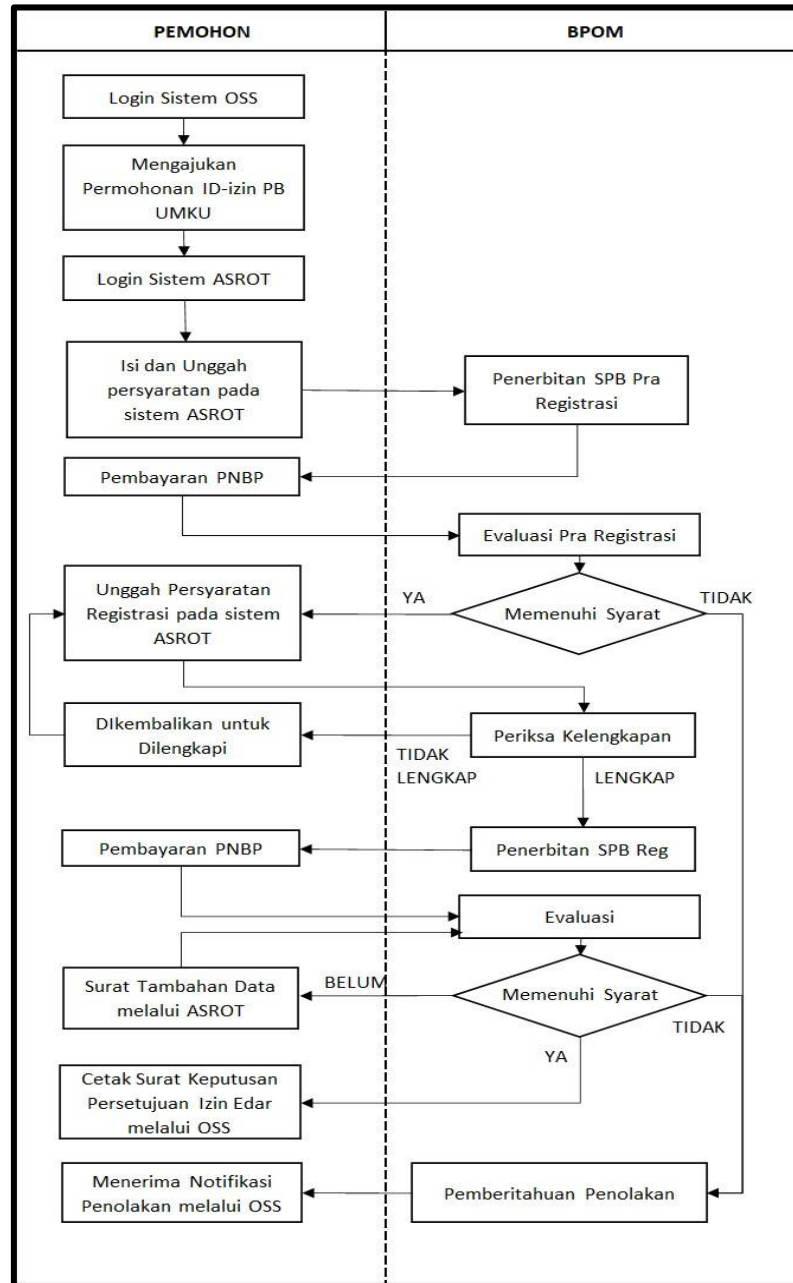 PEMOHON
BPOM
Login Sistem OSS
Mengajukan
Permohonan ID-izin PB
UMKU
Login Sistem ASROT
Isi dan Unggah
persyaratan pada
sistem ASROT
Penerbitan SPB Pra
Registrasi
Pembayaran PNBP
Evaluasi Pra Registrasi
Unggah Persyaratan
Registrasi pada sistem
ASROT
YA
Memenuhi Syarat
TIDAK
DIkembalikan untuk
Dilengkapi
TIDAK
LENGKAP
Periksa Kelengkapan
LENGKAP
Pembayaran PNBP
Penerbitan SPB Reg
Evaluasi
Surat Tambahan Data
melalui ASROT
BELUM
Memenuhi Syarat
TIDAK
YA
Cetak Surat Keputusan
Persetujuan Izin Edar
melalui OSS
Menerima Notifikasi
Penolakan melalui OSS
Pemberitahuan Penolakan